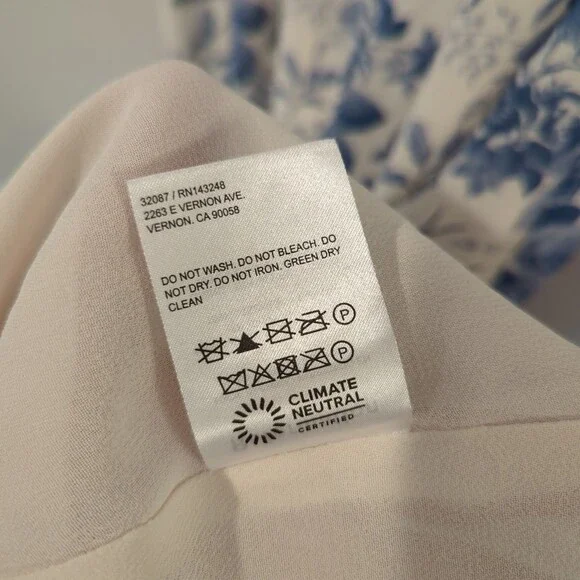 32087 / RN143248
2263 E VERNON AVE.
VERNON. CA 90058
DO NOT WASH. DO NOT BLEACH. DO
NOT DRY. DO NOT IRON. GREEN DRY
CLEAN
P
P
CLIMATE
NEUTRAL
CERTIFIED